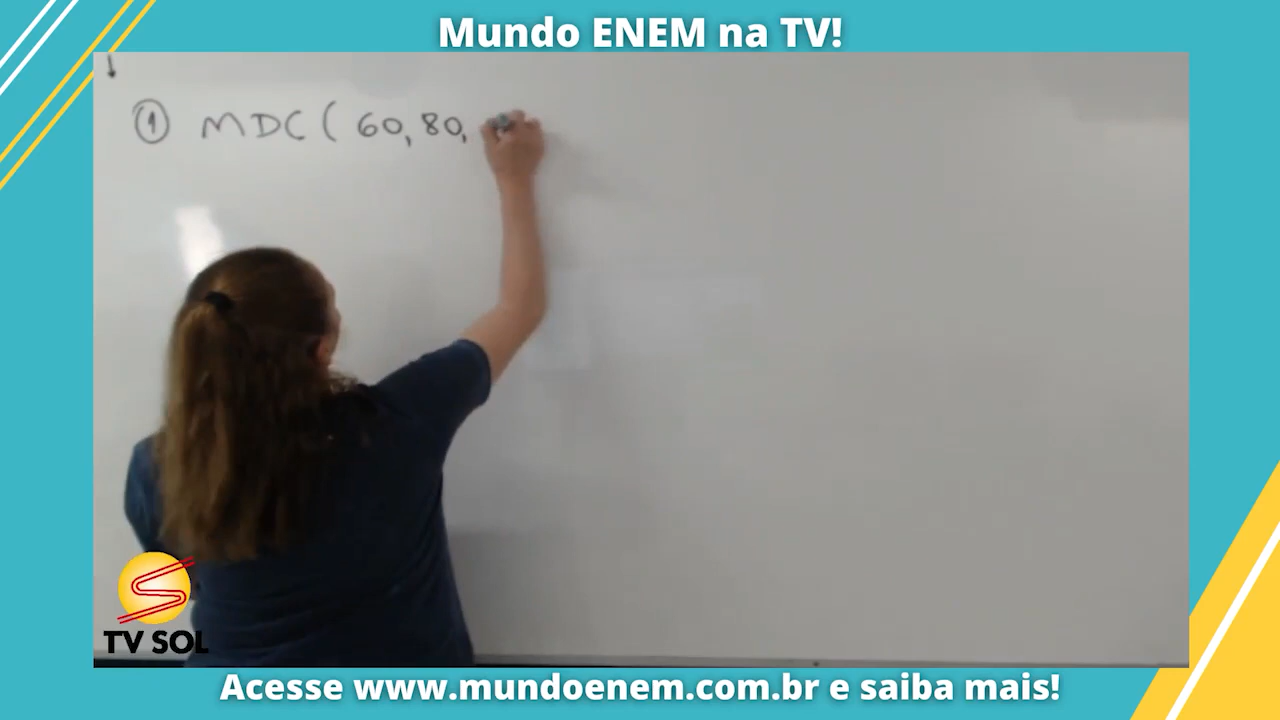 Mundo ENEM na TV!
① MDC ( 60, 80,
TV SOL
Acesse www.mundoenem.com.br e saiba mais!